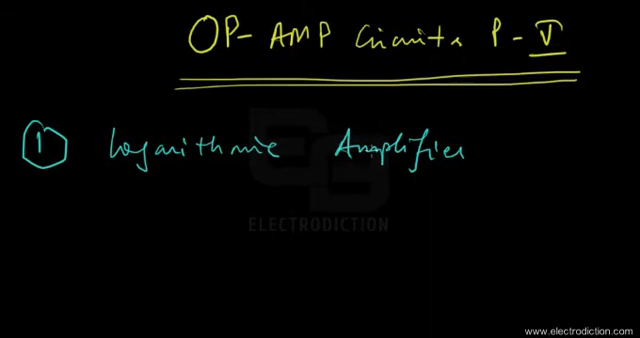 OP-AMP Circuits P-V
1 Logarithmic Amplifier
ELECTRODICTION
www.electrodiction.com